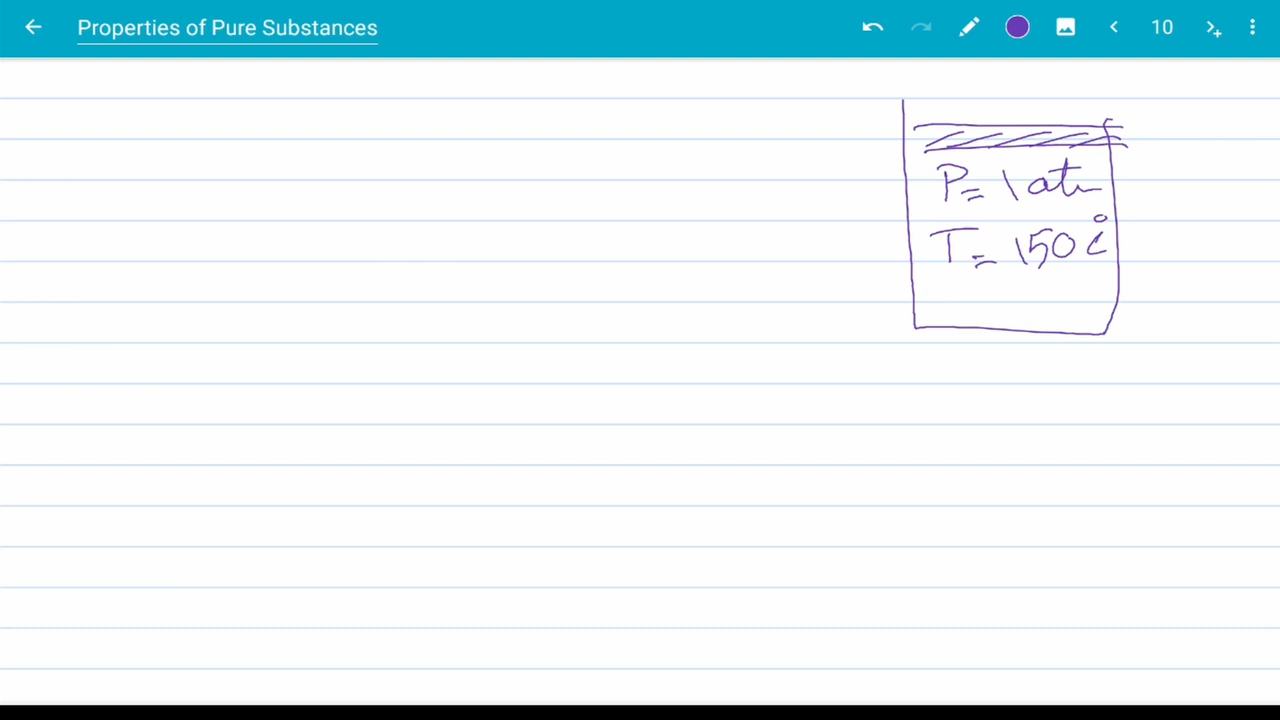 Properties of Pure Substances
10
P = 1 atm
T = 150°C